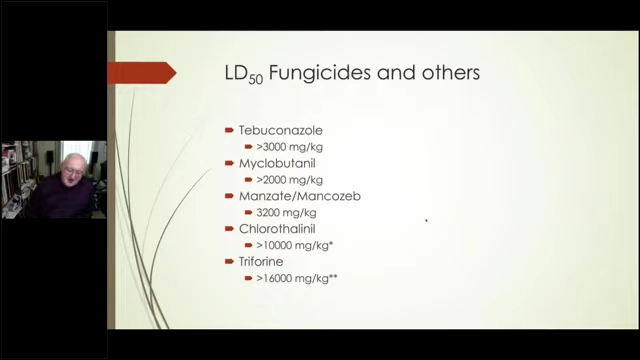 LD50 Fungicides and others
Tebuconazole
>3000 mg/kg
Myclobutanil
>2000 mg/kg
Manzate/Mancozeb
3200 mg/kg
Chlorothalinil
>10000 mg/kg*
Triforine
>16000 mg/kg**